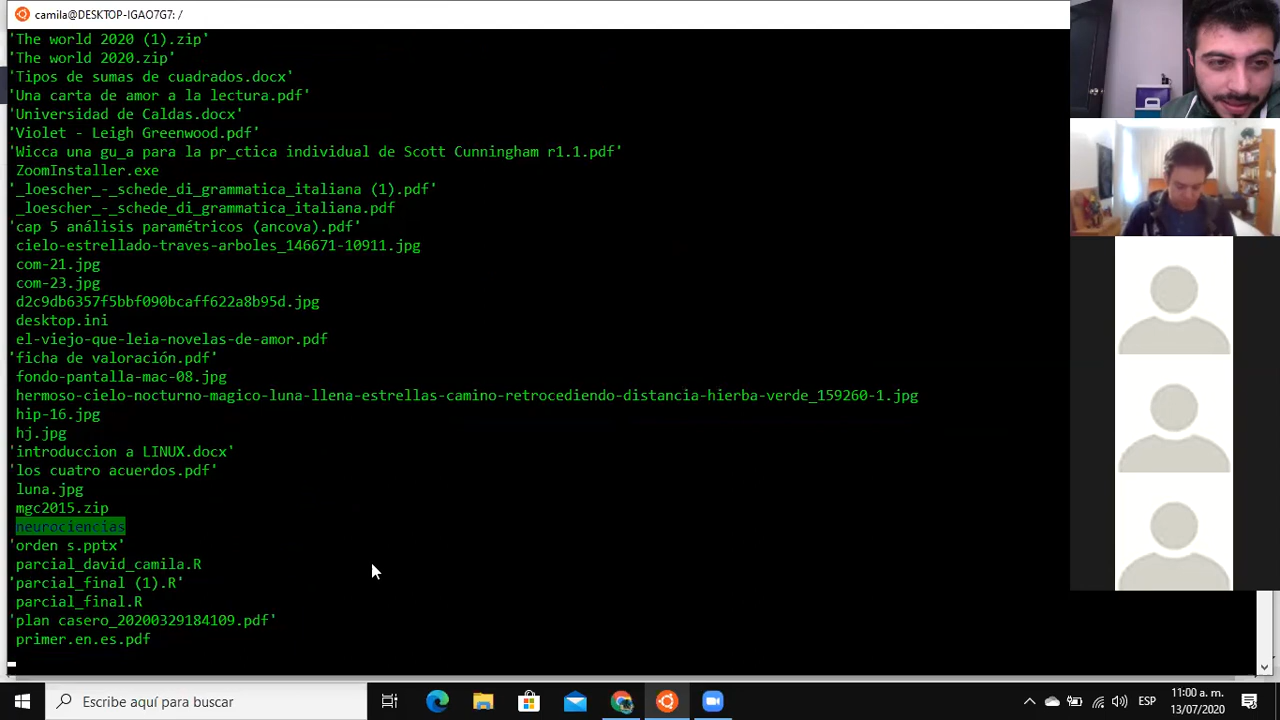 camila@DESKTOP-IGAO7G7: /
'The world 2020 (1).zip'
'The world 2020.zip'
'Tipos de sumas de cuadrados.docx'
'Una carta de amor a la lectura.pdf'
'Universidad de Caldas.docx'
'Violet - Leigh Greenwood.pdf'
'Wicca una gu_a para la pr_ctica individual de Scott Cunningham r1.1.pdf'
ZoomInstaller.exe
'_loescher_-_schede_di_grammatica_italiana (1).pdf'
_loescher_-_schede_di_grammatica_italiana.pdf
'cap 5 análisis paramétricos (ancova).pdf'
cielo-estrellado-traves-arboles_146671-10911.jpg
com-21.jpg
com-23.jpg
d2c9db6357f5bbf090bcaff622a8b95d.jpg
desktop.ini
el-viejo-que-leia-novelas-de-amor.pdf
'ficha de valoración.pdf'
fondo-pantalla-mac-08.jpg
hermoso-cielo-nocturno-magico-luna-llena-estrellas-camino-retrocediendo-distancia-hierba-verde_159260-1.jpg
hip-16.jpg
hj.jpg
'introduccion a LINUX.docx'
'los cuatro acuerdos.pdf'
luna.jpg
mgc2015.zip
neurociencias
'orden s.pptx'
parcial_david_camila.R
'parcial_final (1).R'
parcial_final.R
'plan casero_20200329184109.pdf'
primer.en.es.pdf
Escribe aquí para buscar
ESP
11:00 a. m.
13/07/2020